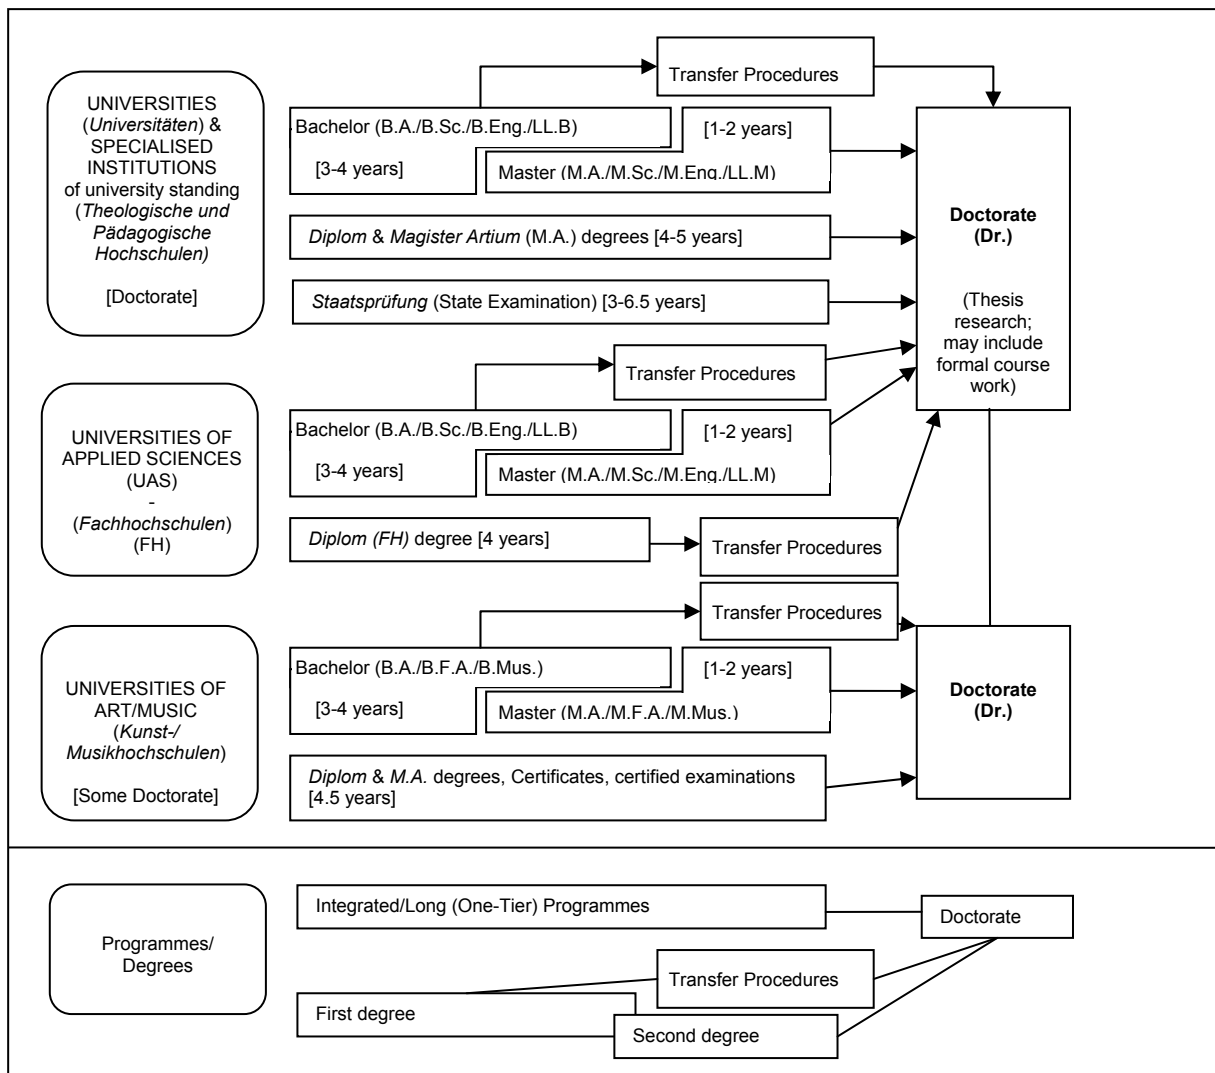 Transfer Procedures
UNIVERSITIES
(Universitäten) &
SPECIALISED
INSTITUTIONS
of university standing
(Theologische und
Pädagogische
Hochschulen)
[Doctorate]
Bachelor (B.A./B.Sc./B.Eng./LL.B)
[1-2 years]
[3-4 years]
Master (M.A./M.Sc./M.Eng./LL.M)
Diplom & Magister Artium (M.A.) degrees [4-5 years]
Staatsprüfung (State Examination) [3-6.5 years]
Doctorate
(Dr.)
(Thesis
research;
may include
formal course
work)
Transfer Procedures
UNIVERSITIES OF
APPLIED SCIENCES
(UAS)
-
(Fachhochschulen)
(FH)
Bachelor (B.A./B.Sc./B.Eng./LL.B)
[1-2 years]
[3-4 years]
Master (M.A./M.Sc./M.Eng./LL.M)
Diplom (FH) degree [4 years]
Transfer Procedures
Transfer Procedures
UNIVERSITIES OF
ART/MUSIC
(Kunst-/
Musikhochschulen)
[Some Doctorate]
Bachelor (B.A./B.F.A./B.Mus.)
[1-2 years]
[3-4 years]
Master (M.A./M.F.A./M.Mus.)
Diplom & M.A. degrees, Certificates, certified examinations
[4.5 years]
Doctorate
(Dr.)
Programmes/
Degrees
Integrated/Long (One-Tier) Programmes
Doctorate
Transfer Procedures
First degree
Second degree